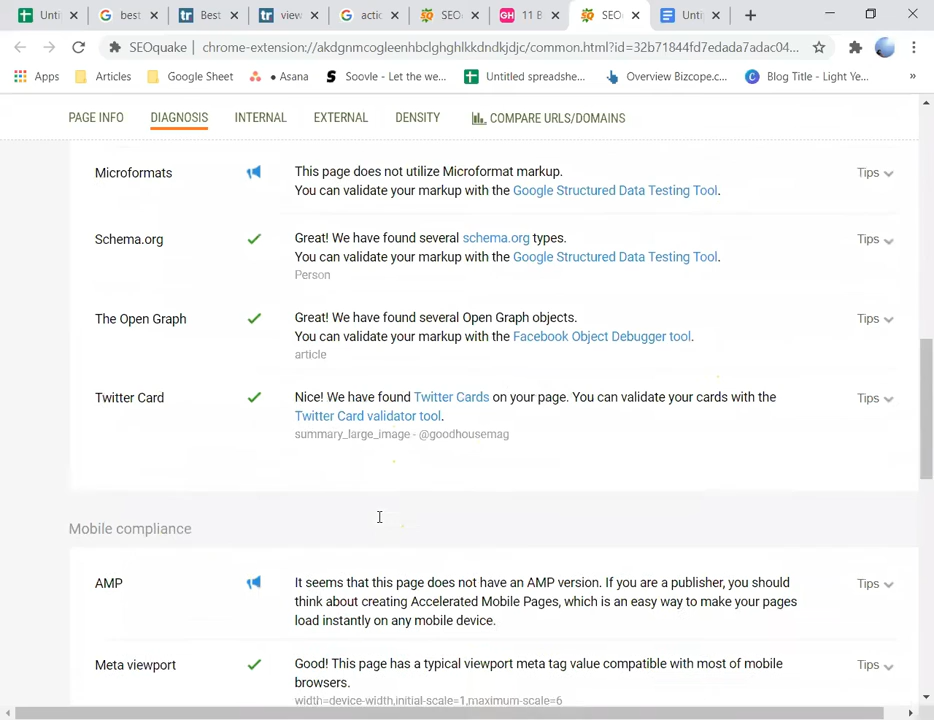 Unti
best
Best
view
actic
SEO
11 B
SEO
Unti
SEOquake
chrome-extension://akdgnmcogleenhbclghghlkkdndkjdjc/common.html?id=32b71844fd7edada7adac04...
Apps
Articles
Google Sheet
• Asana
Soovle - Let the we...
Untitled spreadshe...
Overview Bizcope.c...
Blog Title - Light Ye...
»
PAGE INFO
DIAGNOSIS
INTERNAL
EXTERNAL
DENSITY
COMPARE URLS/DOMAINS
Microformats
This page does not utilize Microformat markup.
Tips
You can validate your markup with the Google Structured Data Testing Tool.
Schema.org
Great! We have found several schema.org types.
Tips
You can validate your markup with the Google Structured Data Testing Tool.
Person
The Open Graph
Great! We have found several Open Graph objects.
Tips
You can validate your markup with the Facebook Object Debugger tool.
article
Twitter Card
Nice! We have found Twitter Cards on your page. You can validate your cards with the
Tips
Twitter Card validator tool.
summary_large_image - @goodhousemag
Mobile compliance
AMP
It seems that this page does not have an AMP version. If you are a publisher, you should
Tips
think about creating Accelerated Mobile Pages, which is an easy way to make your pages
load instantly on any mobile device.
Meta viewport
Good! This page has a typical viewport meta tag value compatible with most of mobile
Tips
browsers.
width=device-width,initial-scale=1,maximum-scale=6